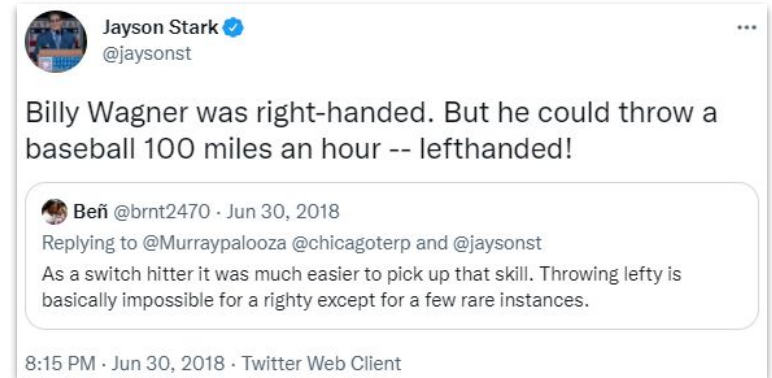 Jayson Stark
@jaysonst
Billy Wagner was right-handed. But he could throw a
baseball 100 miles an hour -- lefthanded!
Beñ @brnt2470 · Jun 30, 2018
Replying to @Murraypalooza @chicagoterp and @jaysonst
As a switch hitter it was much easier to pick up that skill. Throwing lefty is
basically impossible for a righty except for a few rare instances.
8:15 PM · Jun 30, 2018 · Twitter Web Client